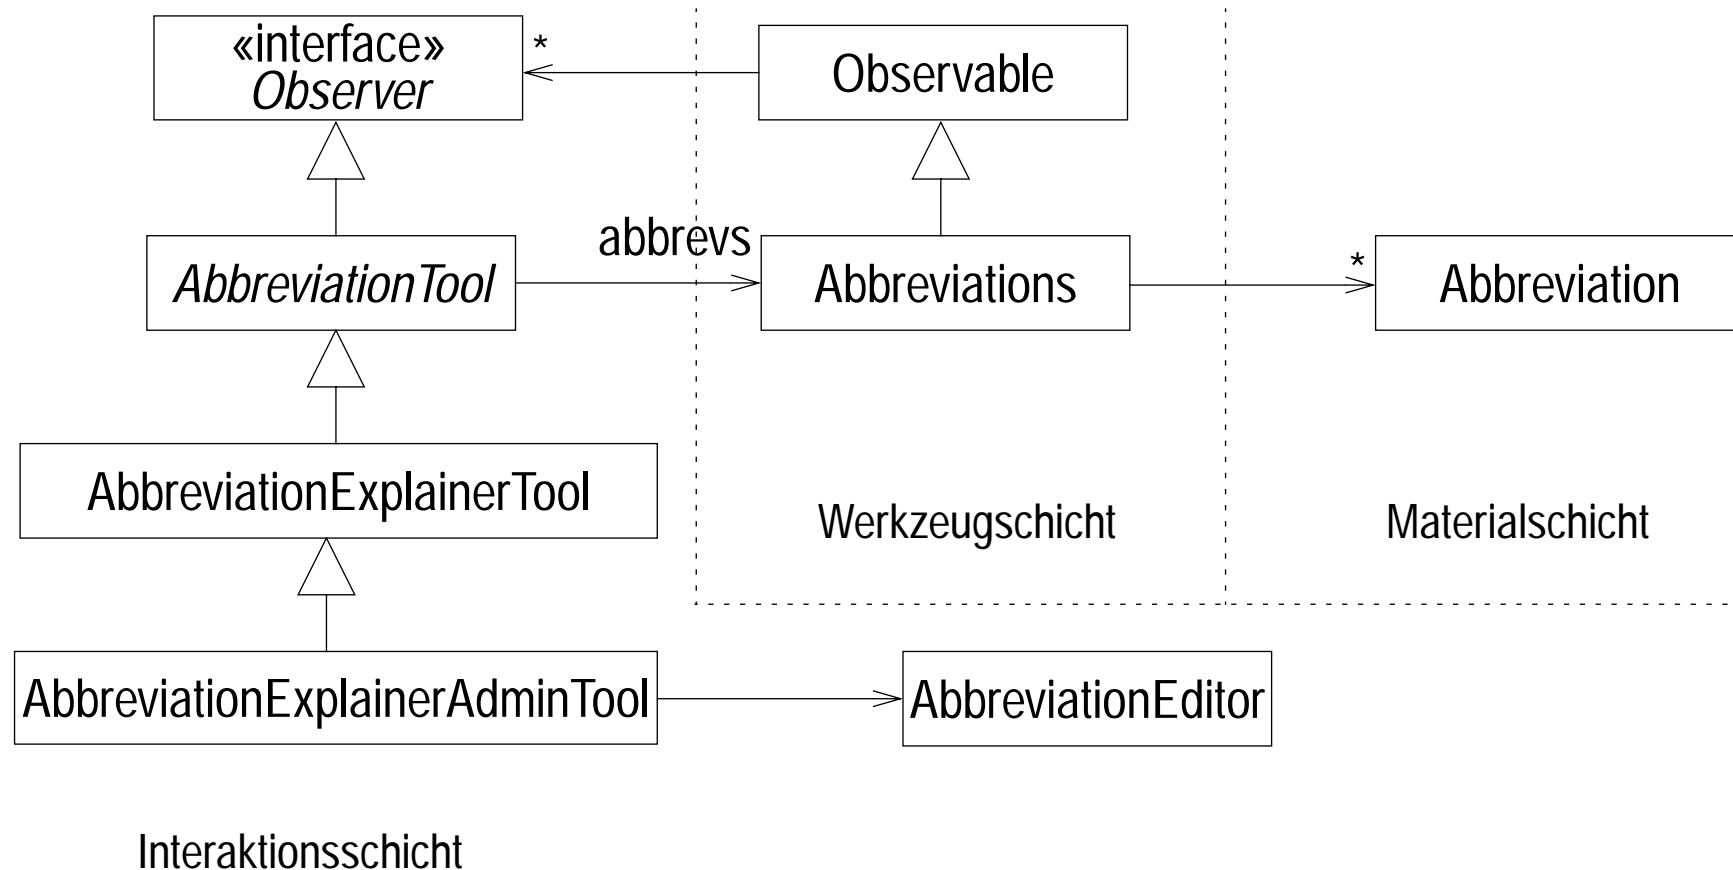 «interface»
Observer
*
Observable
abbrevs
AbbreviationTool
Abbreviations
*
Abbreviation
AbbreviationExplainerTool
Werkzeugschicht
Materialschicht
AbbreviationExplainerAdminTool
AbbreviationEditor
Interaktionsschicht